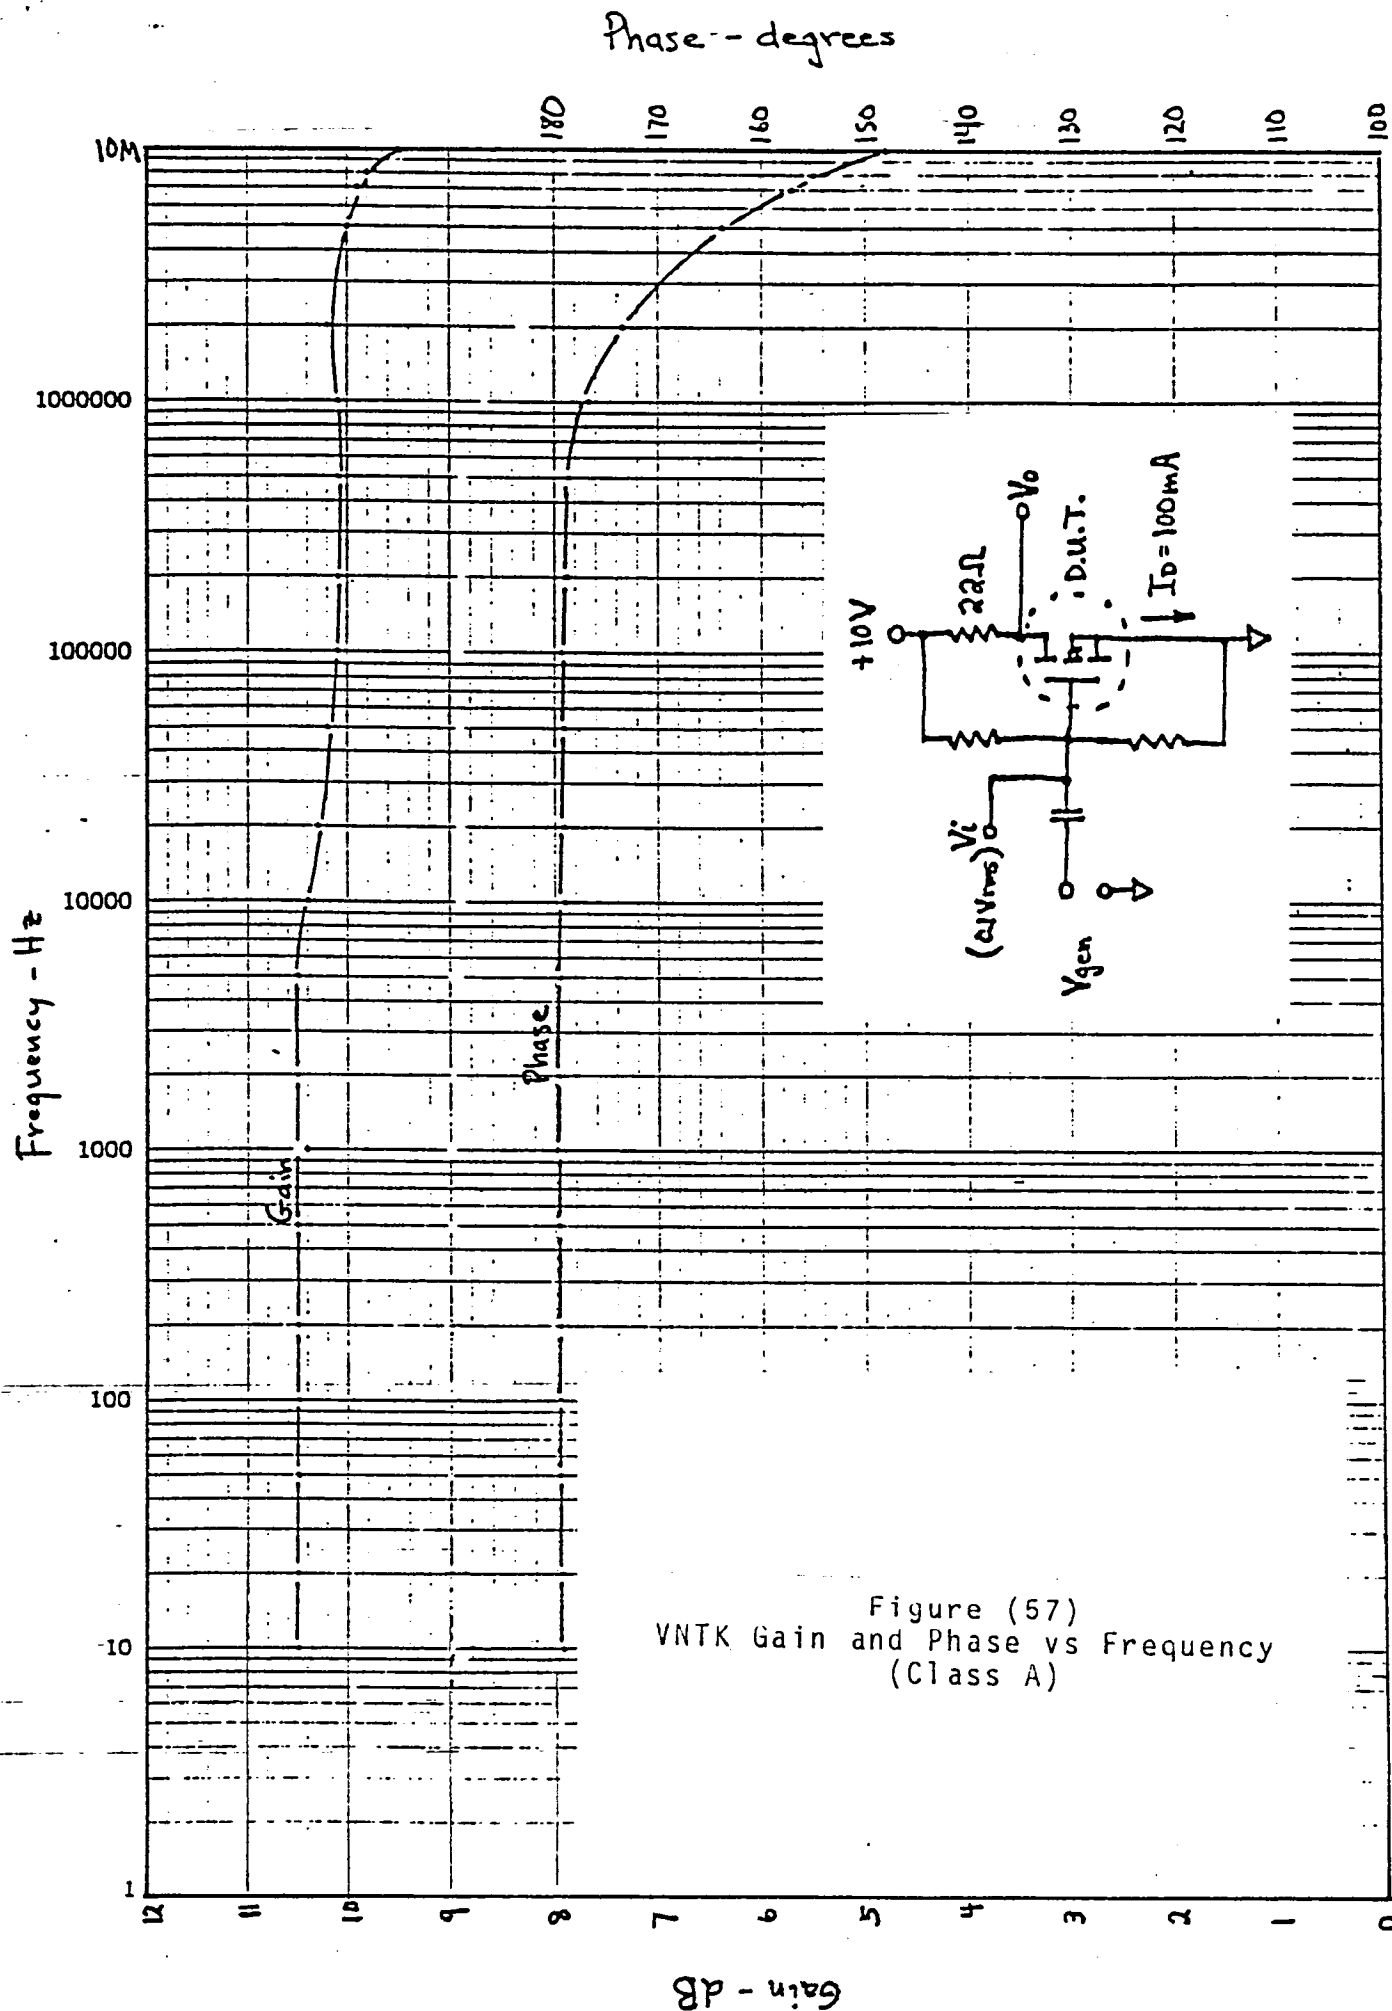 Phase - degrees
180
170
160
150
140
130
120
110
100
Frequency - Hz
10M
1000000
100000
10000
1000
100
10
1
Gain
Phase
+10V
22Ω
Vo
D.U.T.
ID=100mA
Vi
Vgen
Figure (57)
VNTK Gain and Phase vs Frequency
(Class A)
12
11
10
9
8
7
6
5
4
3
2
1
0
Gain - dB